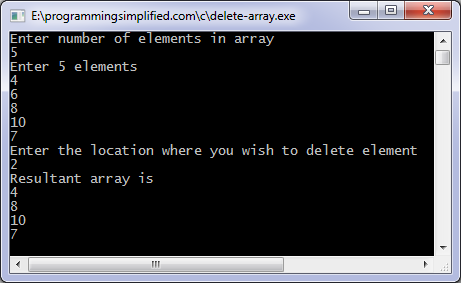 E:\programmingsimplified.com\c\delete-array.exe
Enter number of elements in array
5
Enter 5 elements
4
6
8
10
7
Enter the location where you wish to delete element
2
Resultant array is
4
8
10
7